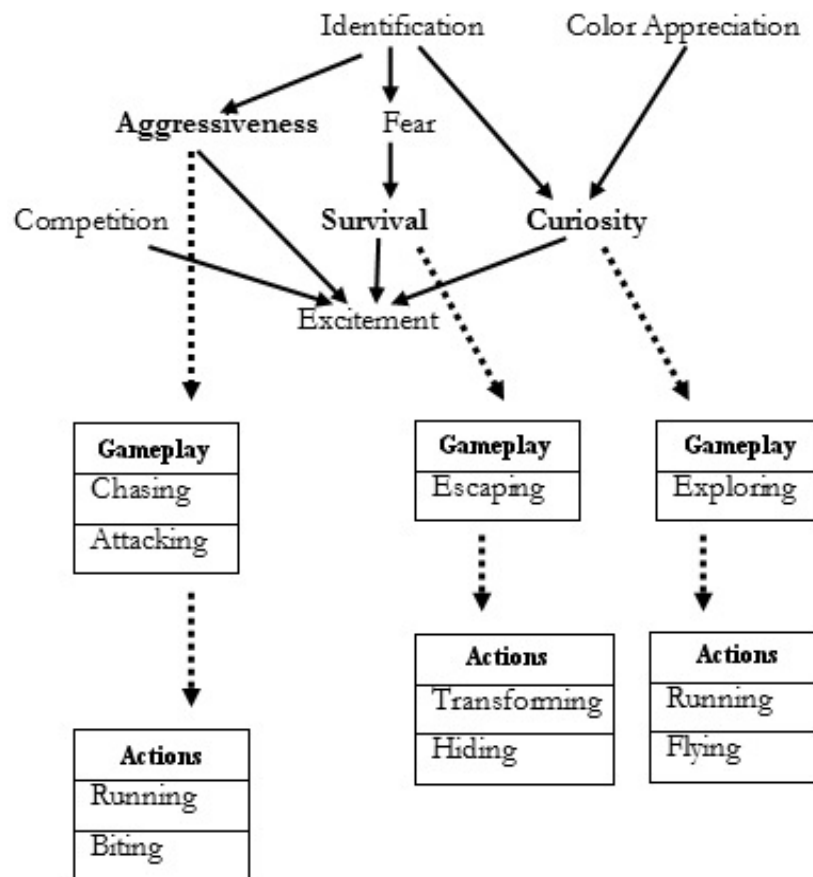 Identification
Color Appreciation
Aggressiveness
Fear
Competition
Survival
Curiosity
Excitement
Gameplay
Chasing
Attacking
Gameplay
Escaping
Gameplay
Exploring
Actions
Transforming
Hiding
Actions
Running
Flying
Actions
Running
Biting